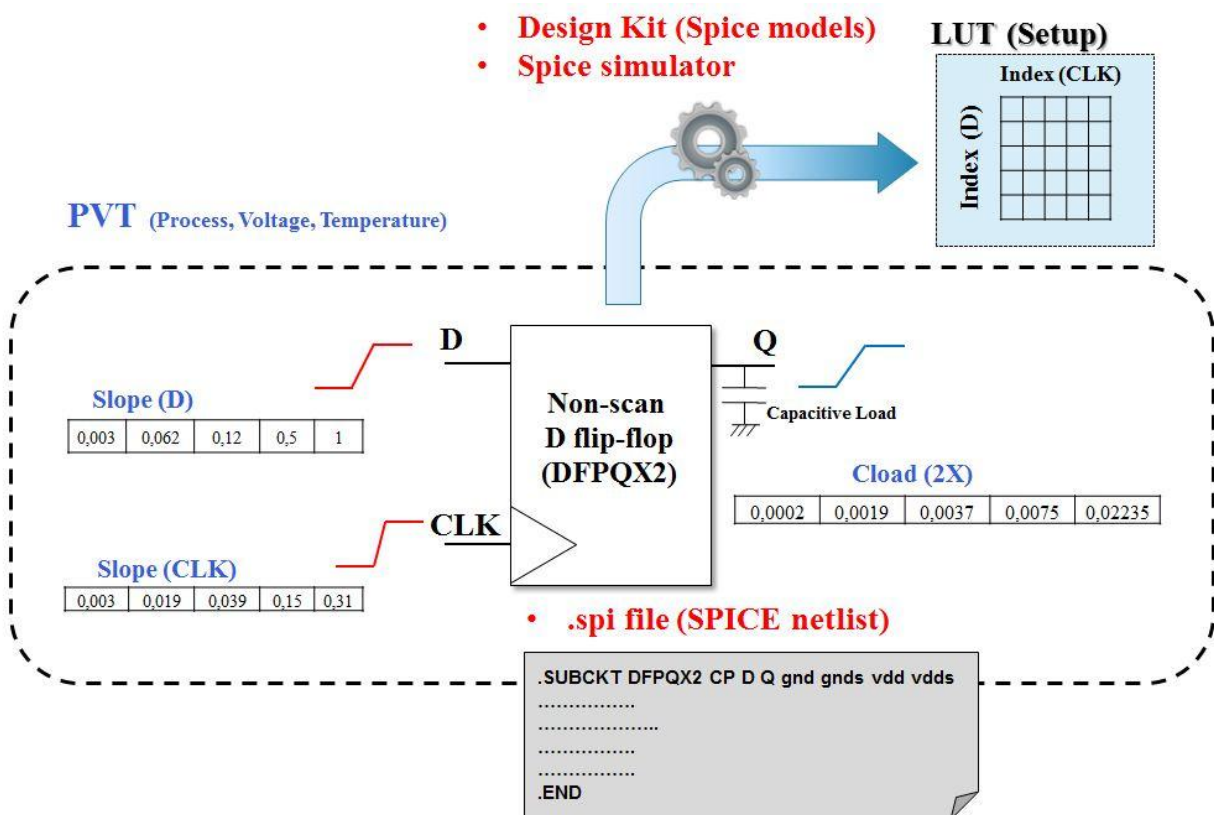 • Design Kit (Spice models)
• Spice simulator
LUT (Setup)
Index (CLK)
Index (D)
PVT (Process, Voltage, Temperature)
D
Q
Slope (D)
0,003 0,062 0,12 0,5 1
Non-scan
D flip-flop
(DFPQX2)
Capacitive Load
Cload (2X)
0,0002 0,0019 0,0037 0,0075 0,02235
CLK
Slope (CLK)
0,003 0,019 0,039 0,15 0,31
• .spi file (SPICE netlist)
.SUBCKT DFPQX2 CP D Q gnd gnds vdd vdds
…………….
………………..
…………….
…………….
.END